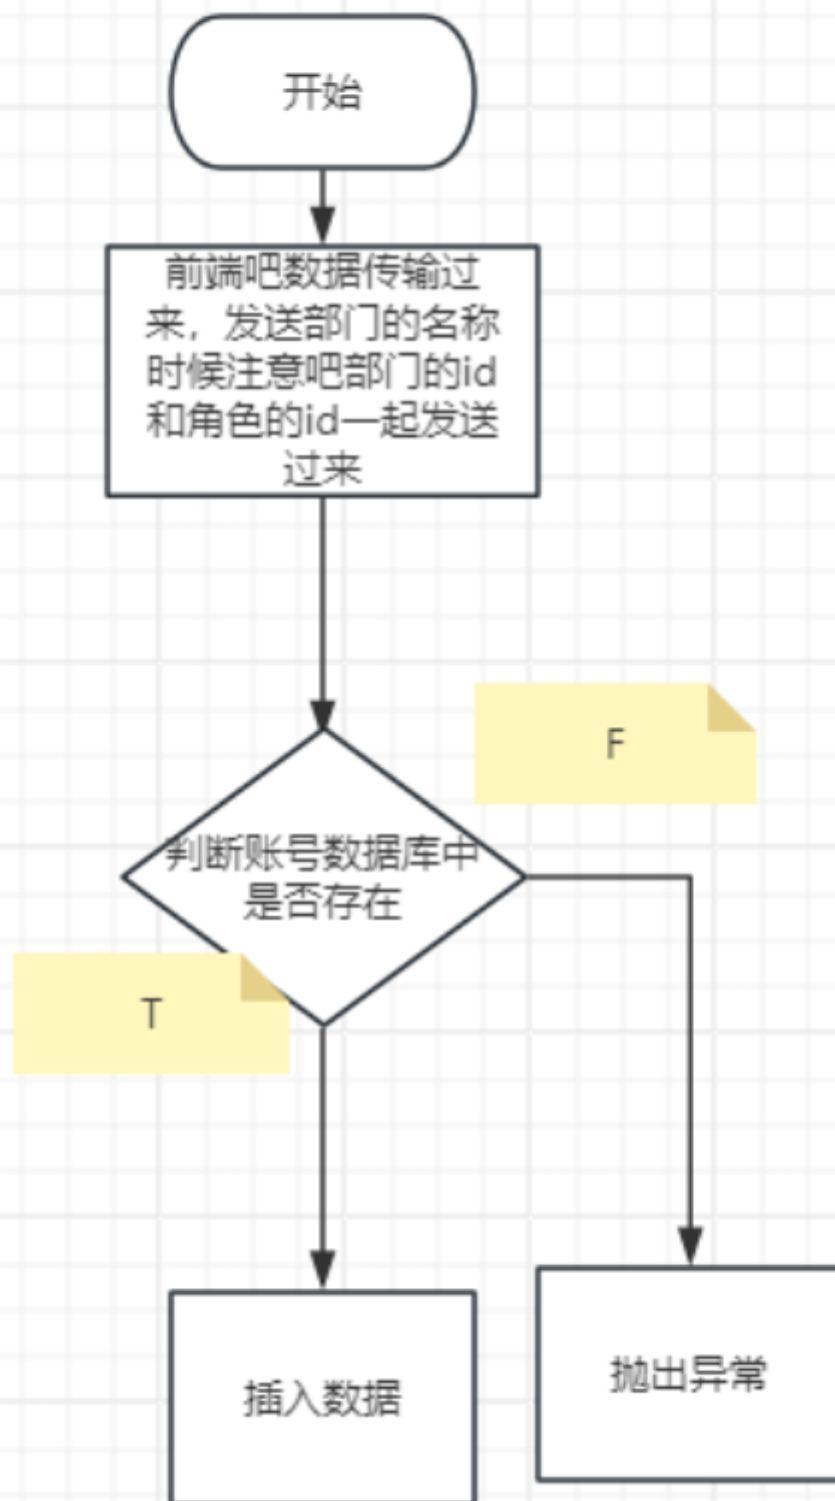 开始
前端吧数据传输过
来，发送部门的名称
时候注意吧部门的id
和角色的id一起发送
过来
F
判断账号数据库中
是否存在
T
抛出异常
插入数据